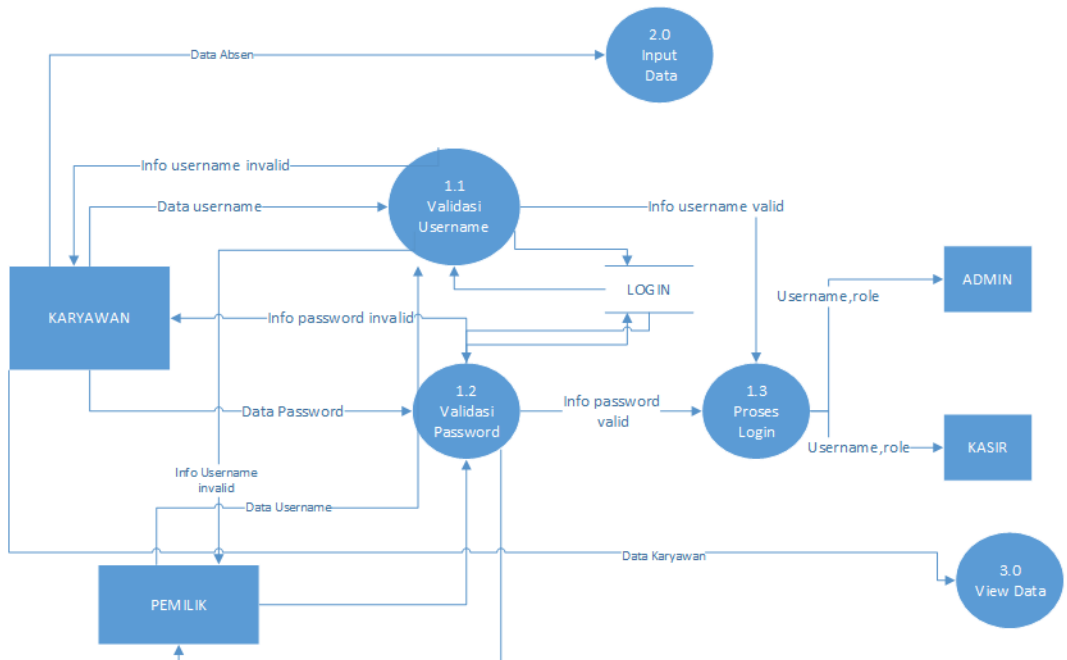 2.0
Input
Data
Data Absen
Info username invalid
1.1
Validasi
Username
Data username
Info username valid
LOGIN
ADMIN
Username,role
KARYAWAN
Info password invalid
1.2
Validasi
Password
Data Password
Info password
valid
1.3
Proses
Login
Username,role
KASIR
Info Username
invalid
Data Username
Data Karyawan
3.0
View Data
PEMILIK